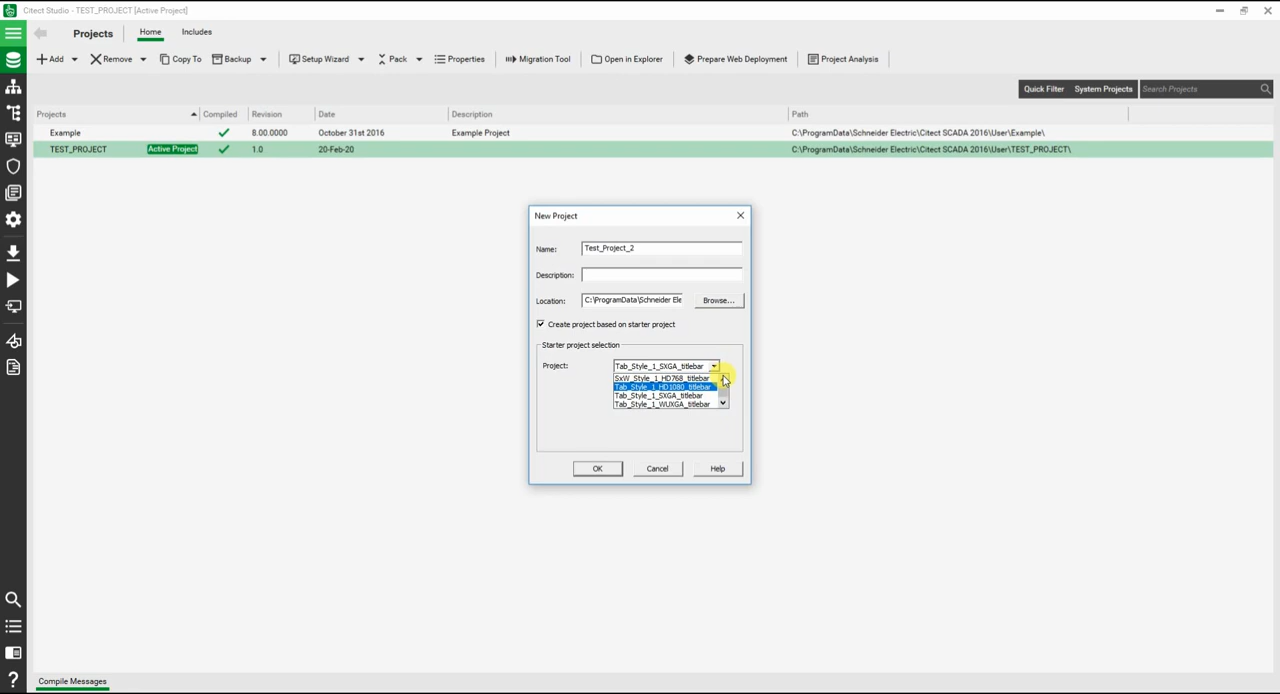 Citect Studio - TEST_PROJECT [Active Project]
Projects Home Includes
Add Remove Copy To Backup Setup Wizard Pack Properties Migration Tool Open in Explorer Prepare Web Deployment Project Analysis
Quick Filter System Projects Search Projects
Projects Compiled Revision Date Description Path
Example 8.00.0000 October 31st 2016 Example Project C:\ProgramData\Schneider Electric\Citect SCADA 2016\User\Example\
TEST_PROJECT Active Project 1.0 20-Feb-20 C:\ProgramData\Schneider Electric\Citect SCADA 2016\User\TEST_PROJECT\
New Project
Name: Test_Project_2
Description:
Location: C:\ProgramData\Schneider Ele Browse...
Create project based on starter project
Starter project selection
Project: Tab_Style_1_SXGA_titlebar
SxW_Style_1_HD768_titlebar
Tab_Style_1_HD1080_titlebar
Tab_Style_1_SXGA_titlebar
Tab_Style_1_WUXGA_titlebar
OK Cancel Help
Compile Messages